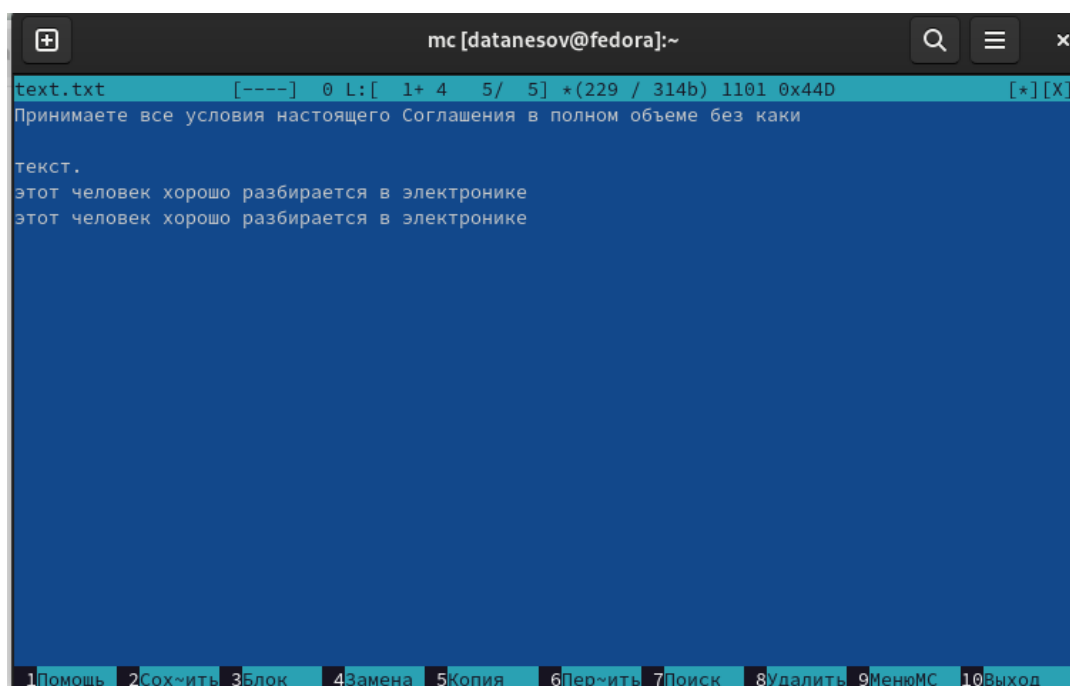 mc [datanesov@fedora]:~
text.txt [----] 0 L:[ 1+ 4 5/ 5] *(229 / 314b) 1101 0x44D [*][X]
Принимаете все условия настоящего Соглашения в полном объеме без каки
текст.
этот человек хорошо разбирается в электронике
этот человек хорошо разбирается в электронике
1Помощь 2Сох~ить 3Блок 4Замена 5Копия 6Пер~ить 7Поиск 8Удалить 9МенюМС 10Выход